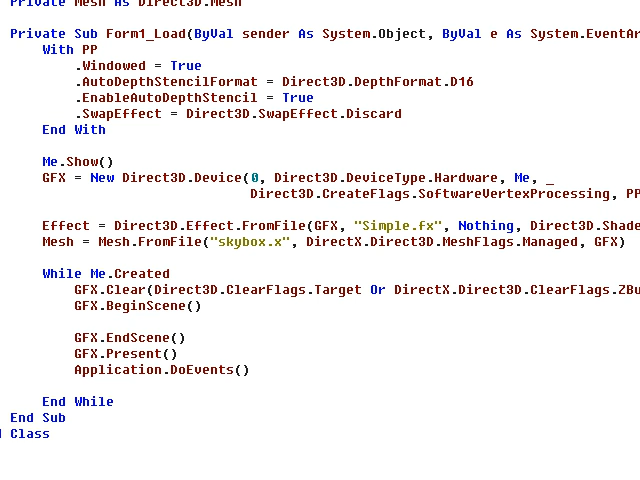 Private Mesh As Direct3D.Mesh
Private Sub Form1_Load(ByVal sender As System.Object, ByVal e As System.EventAr
With PP
.Windowed = True
.AutoDepthStencilFormat = Direct3D.DepthFormat.D16
.EnableAutoDepthStencil = True
.SwapEffect = Direct3D.SwapEffect.Discard
End With
Me.Show()
GFX = New Direct3D.Device(0, Direct3D.DeviceType.Hardware, Me, _
Direct3D.CreateFlags.SoftwareVertexProcessing, PP
Effect = Direct3D.Effect.FromFile(GFX, "Simple.fx", Nothing, Direct3D.Shade
Mesh = Mesh.FromFile("skybox.x", DirectX.Direct3D.MeshFlags.Managed, GFX)
While Me.Created
GFX.Clear(Direct3D.ClearFlags.Target Or DirectX.Direct3D.ClearFlags.ZBu
GFX.BeginScene()
GFX.EndScene()
GFX.Present()
Application.DoEvents()
End While
End Sub
Class